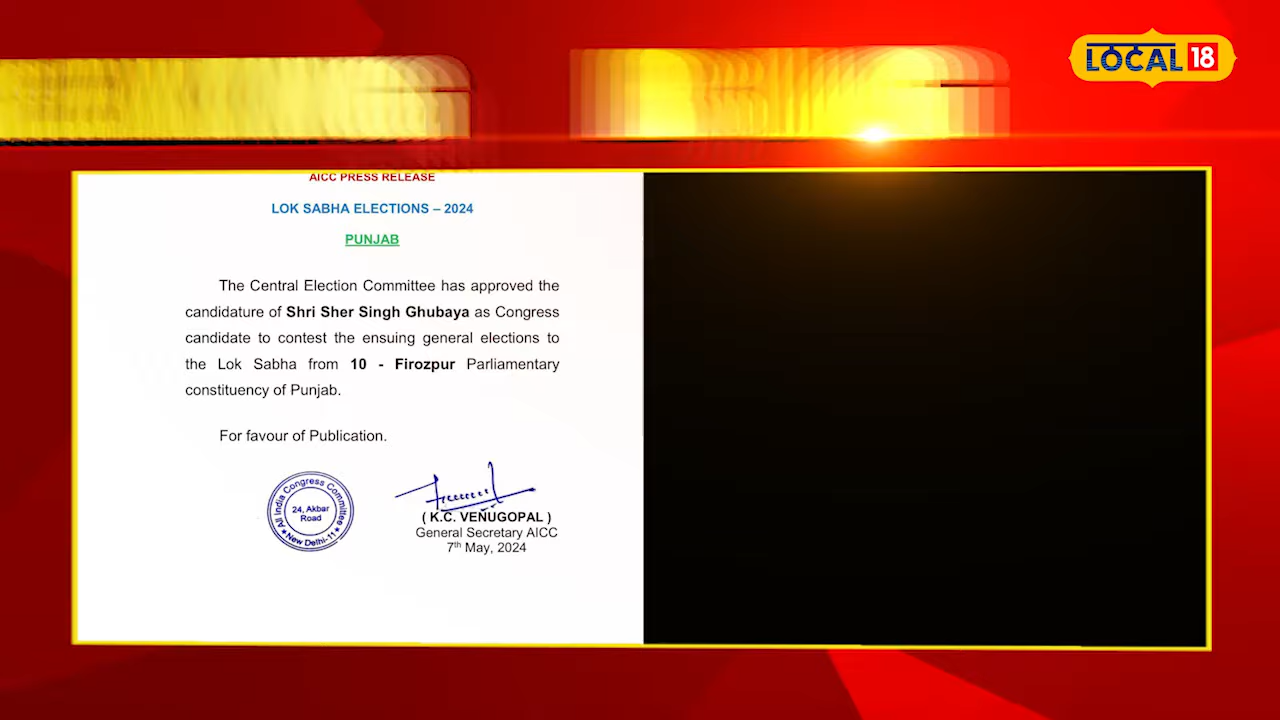 LOCAL 18
AICC PRESS RELEASE
LOK SABHA ELECTIONS – 2024
PUNJAB
The Central Election Committee has approved the
candidature of Shri Sher Singh Ghubaya as Congress
candidate to contest the ensuing general elections to
the Lok Sabha from 10 - Firozpur Parliamentary
constituency of Punjab.
For favour of Publication.
All India Congress Committee
24, Akbar
Road
New Delhi-11
( K.C. VENUGOPAL )
General Secretary AICC
7th May, 2024